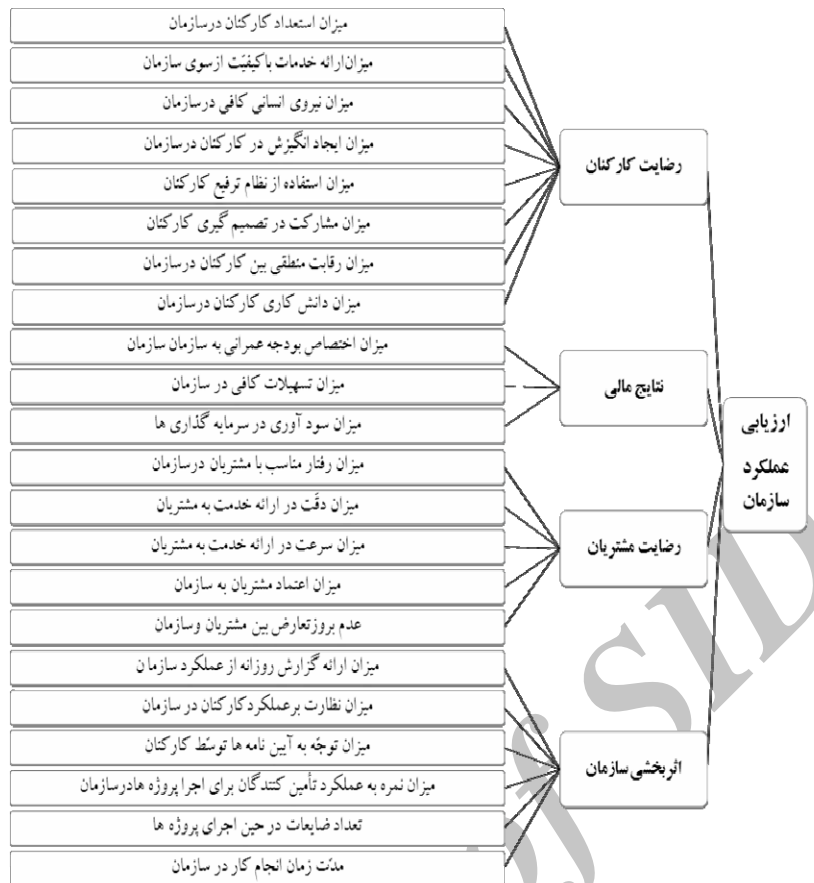 ارزیابی
عملکرد
سازمان
رضایت کارکنان
میزان استعداد کارکنان درسازمان
میزان‌ارائه خدمات باکیفیّت ازسوی سازمان
میزان نیروی انسانی کافی درسازمان
میزان ایجاد انگیزش در کارکنان درسازمان
میزان استفاده از نظام ترفیع کارکنان
میزان مشارکت در تصمیم گیری کارکنان
میزان رقابت منطقی بین کارکنان درسازمان
میزان دانش کاری کارکنان درسازمان
نتایج مالی
میزان اختصاص بودجه عمرانی به سازمان سازمان
میزان تسهیلات کافی در سازمان
میزان سود آوری در سرمایه گذاری ها
رضایت مشتریان
میزان رفتار مناسب با مشتریان درسازمان
میزان دقّت در ارائه خدمت به مشتریان
میزان سرعت در ارائه خدمت به مشتریان
میزان اعتماد مشتریان به سازمان
عدم بروزتعارض بین مشتریان وسازمان
اثربخشی سازمان
میزان ارائه گزارش روزانه از عملکرد سازمان
میزان نظارت برعملکردکارکنان در سازمان
میزان توجّه به آیین نامه ها توسّط کارکنان
میزان نمره به عملکرد تأمین کنندگان برای اجرا پروژه هادرسازمان
تعداد ضایعات در حین اجرای پروژه ها
مدّت زمان انجام کار در سازمان
of SID